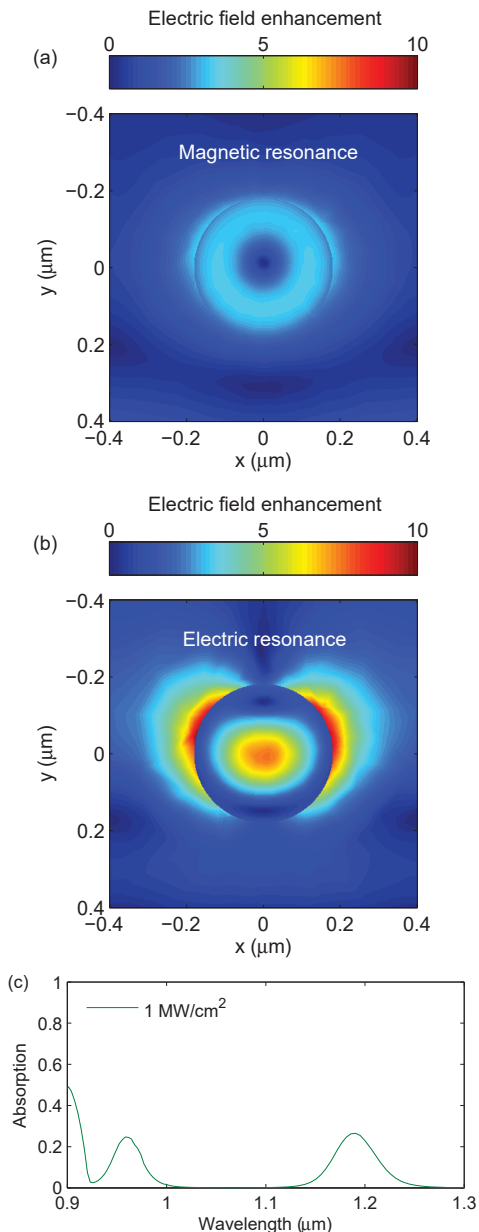 Electric field enhancement
0 5 10
(a)
−0.4
Magnetic resonance
−0.2
y (μm)
0
0.2
0.4
−0.4 −0.2 0 0.2 0.4
x (μm)
Electric field enhancement
0 5 10
(b)
−0.4
Electric resonance
−0.2
y (μm)
0
0.2
0.4
−0.4 −0.2 0 0.2 0.4
x (μm)
(c)
1
1 MW/cm²
0.8
0.6
Absorption
0.4
0.2
0
0.9 1 1.1 1.2 1.3
Wavelength (μm)